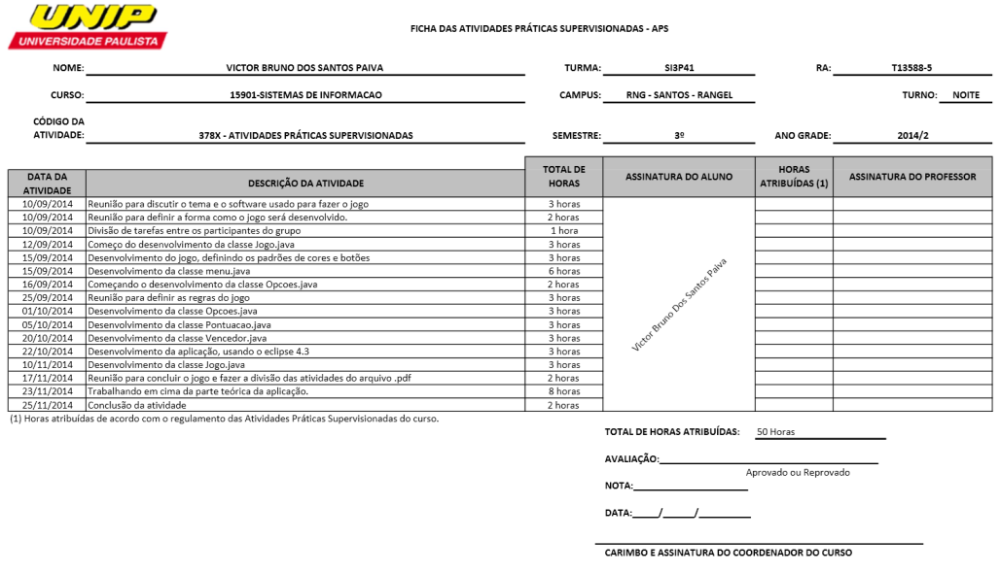 UNIP
UNIVERSIDADE PAULISTA
FICHA DAS ATIVIDADES PRÁTICAS SUPERVISIONADAS - APS
NOME: VICTOR BRUNO DOS SANTOS PAIVA TURMA: SI3P41 RA: T13588-5
CURSO: 15901-SISTEMAS DE INFORMACAO CAMPUS: RNG - SANTOS - RANGEL TURNO: NOITE
CÓDIGO DA
ATIVIDADE: 378X - ATIVIDADES PRÁTICAS SUPERVISIONADAS SEMESTRE: 3º ANO GRADE: 2014/2
DATA DA ATIVIDADE DESCRIÇÃO DA ATIVIDADE TOTAL DE HORAS ASSINATURA DO ALUNO HORAS ATRIBUÍDAS (1) ASSINATURA DO PROFESSOR
10/09/2014 Reunião para discutir o tema e o software usado para fazer o jogo 3 horas
10/09/2014 Reunião para definir a forma como o jogo será desenvolvido. 2 horas
10/09/2014 Divisão de tarefas entre os participantes do grupo 1 hora
12/09/2014 Começo do desenvolvimento da classe Jogo.java 3 horas
15/09/2014 Desenvolvimento do jogo, definindo os padrões de cores e botões 3 horas
15/09/2014 Desenvolvimento da classe menu.java 6 horas
16/09/2014 Começando o desenvolvimento da classe Opcoes.java 2 horas
25/09/2014 Reunião para definir as regras do jogo 3 horas
01/10/2014 Desenvolvimento da classe Opcoes.java 3 horas
05/10/2014 Desenvolvimento da classe Pontuacao.java 3 horas
20/10/2014 Desenvolvimento da classe Vencedor.java 3 horas
22/10/2014 Desenvolvimento da aplicação, usando o eclipse 4.3 3 horas
10/11/2014 Desenvolvimento da classe Jogo.java 3 horas
17/11/2014 Reunião para concluir o jogo e fazer a divisão das atividades do arquivo .pdf 2 horas
23/11/2014 Trabalhando em cima da parte teórica da aplicação. 8 horas
25/11/2014 Conclusão da atividade 2 horas
Victor Bruno Dos Santos Paiva
(1) Horas atribuídas de acordo com o regulamento das Atividades Práticas Supervisionadas do curso.
TOTAL DE HORAS ATRIBUÍDAS: 50 Horas
AVALIAÇÃO:
Aprovado ou Reprovado
NOTA:
DATA: / /
CARIMBO E ASSINATURA DO COORDENADOR DO CURSO